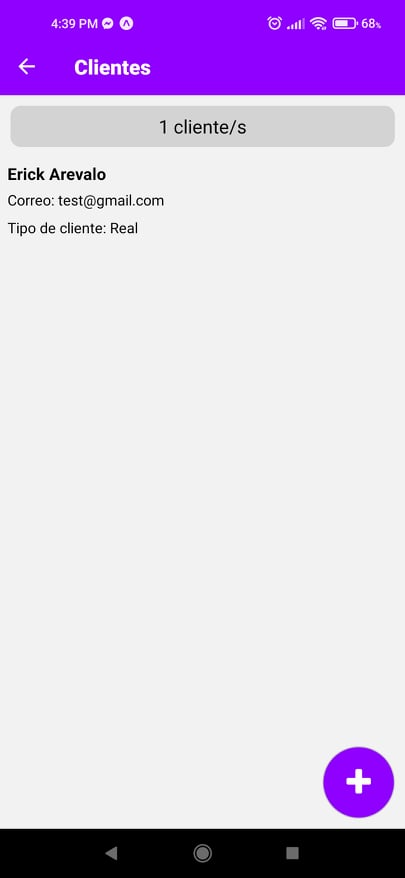 4:39 PM
68%
Clientes
1 cliente/s
Erick Arevalo
Correo: test@gmail.com
Tipo de cliente: Real